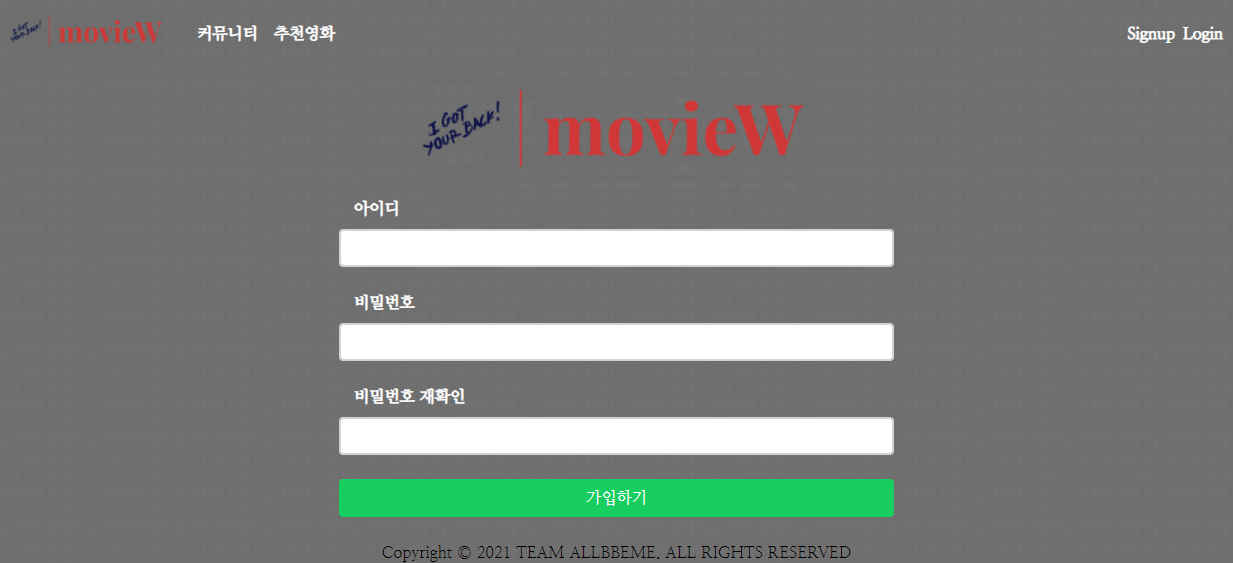 I GOT YOUR BACK! movieW 커뮤니티 추천영화 Signup Login
I GOT
YOUR BACK! movieW
아이디
비밀번호
비밀번호 재확인
가입하기
Copyright © 2021 TEAM ALLBBEME. ALL RIGHTS RESERVED